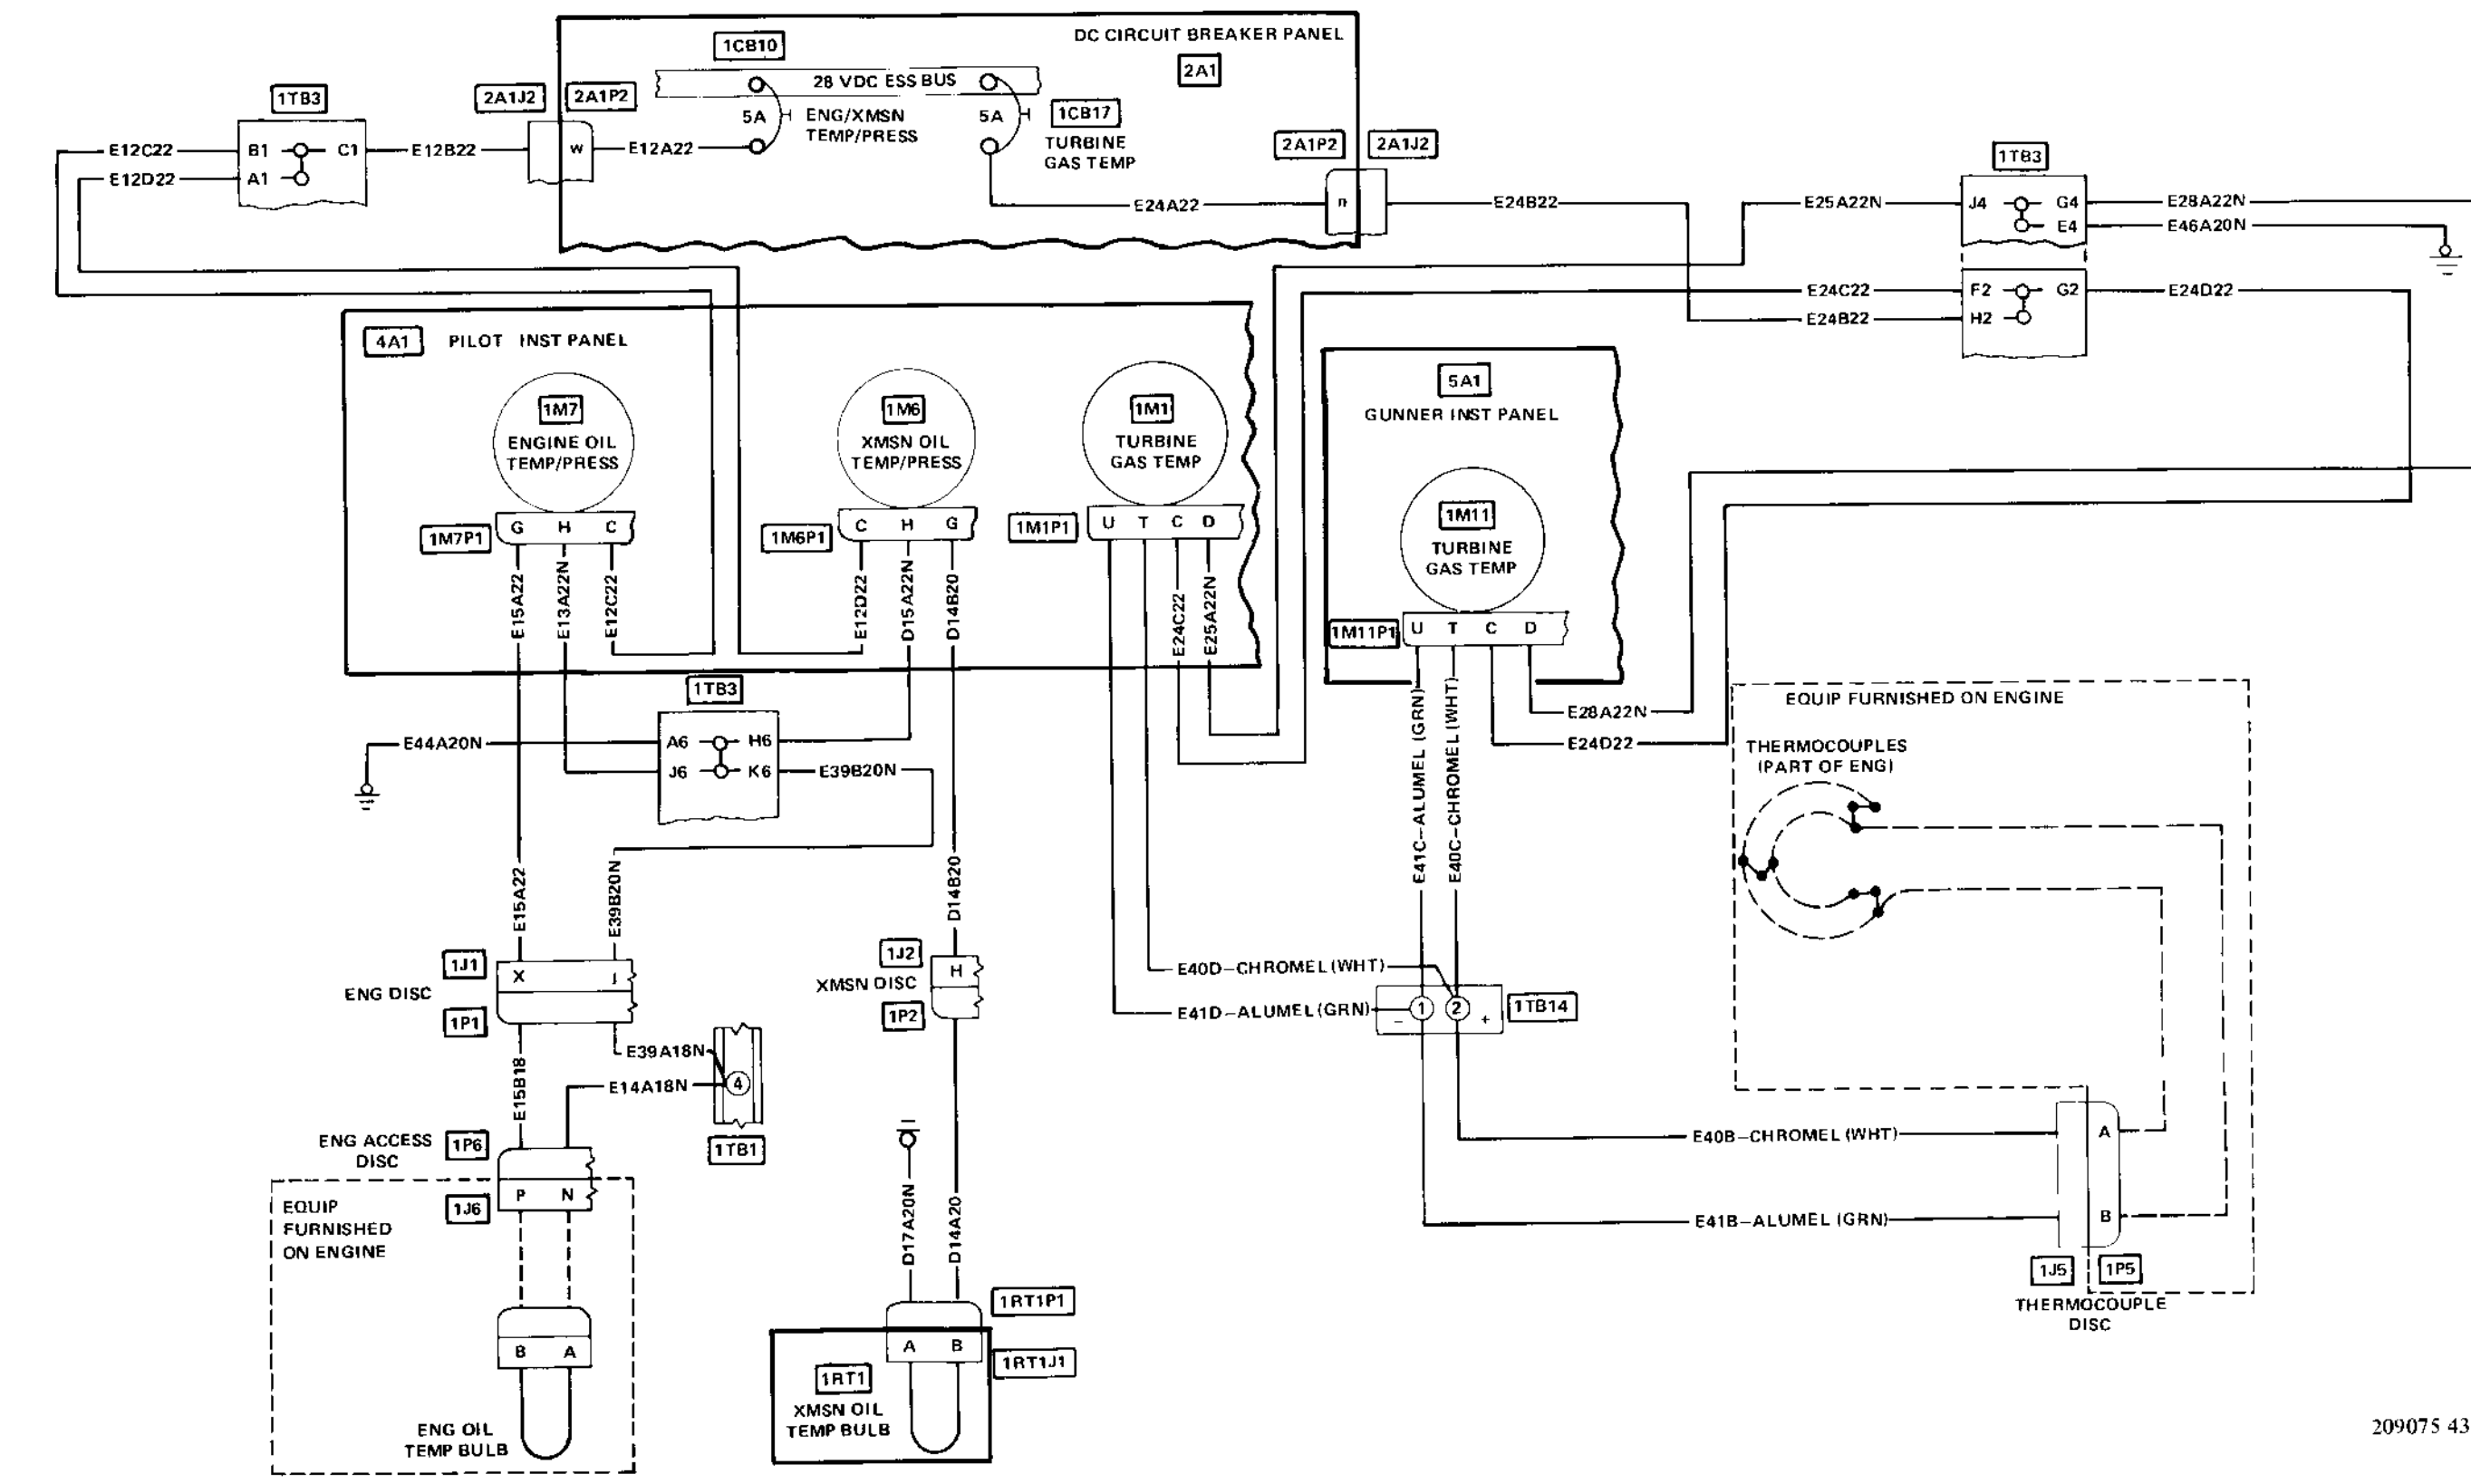 DC CIRCUIT BREAKER PANEL
2A1
1CB10
28 VDC ESS BUS
5A
ENG/XMSN
TEMP/PRESS
5A
1CB17
TURBINE
GAS TEMP
1TB3
2A1J2
2A1P2
E12C22
B1
C1
E12B22
W
E12A22
E12D22
A1
2A1P2
2A1J2
E24A22
n
E24B22
1TB3
E25A22N
J4
G4
E28A22N
E4
E46A20N
E24C22
F2
G2
E24D22
E24B22
H2
4A1
PILOT INST PANEL
1M7
ENGINE OIL
TEMP/PRESS
1M6
XMSN OIL
TEMP/PRESS
1M1
TURBINE
GAS TEMP
5A1
GUNNER INST PANEL
1M11
TURBINE
GAS TEMP
1M7P1
G H C
1M6P1
C H G
1M1P1
U T C D
1M11P1
U T C D
E15A22
E13A22N
E12C22
E12D22
D15A22N
D14B20
E24C22
E25A22N
E41C-ALUMEL (GRN)
E40C-CHROMEL (WHT)
E28A22N
E24D22
1TB3
E44A20N
A6
H6
J6
K6
E39B20N
E15A22
E39B20N
D14B20
1J1
X
J
ENG DISC
1P1
1J2
H
XMSN DISC
1P2
E40D-CHROMEL (WHT)
E41D-ALUMEL (GRN)
1
2
-
+
1TB14
E15B18
E39A18N
E14A18N
4
1TB1
ENG ACCESS
DISC
1P6
P
N
1J6
EQUIP
FURNISHED
ON ENGINE
B
A
ENG OIL
TEMP BULB
D17A20N
D14A20
1RT1P1
A
B
1RT1J1
1RT1
XMSN OIL
TEMP BULB
EQUIP FURNISHED ON ENGINE
THERMOCOUPLES
(PART OF ENG)
E40B-CHROMEL (WHT)
A
E41B-ALUMEL (GRN)
B
1J5
1P5
THERMOCOUPLE
DISC
209075 43